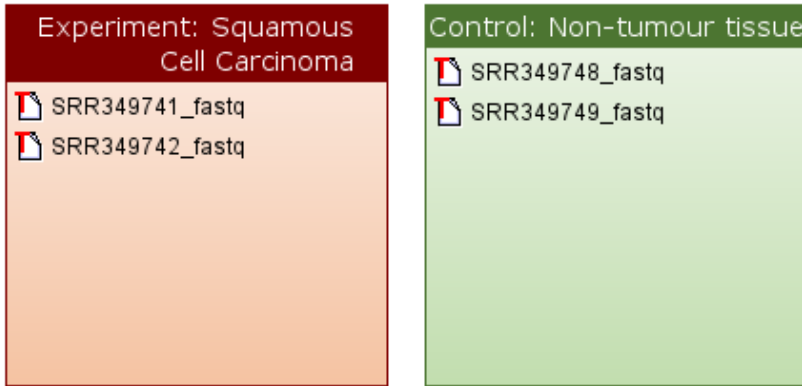 Experiment: Squamous
Cell Carcinoma
SRR349741_fastq
SRR349742_fastq
Control: Non-tumour tissue
SRR349748_fastq
SRR349749_fastq